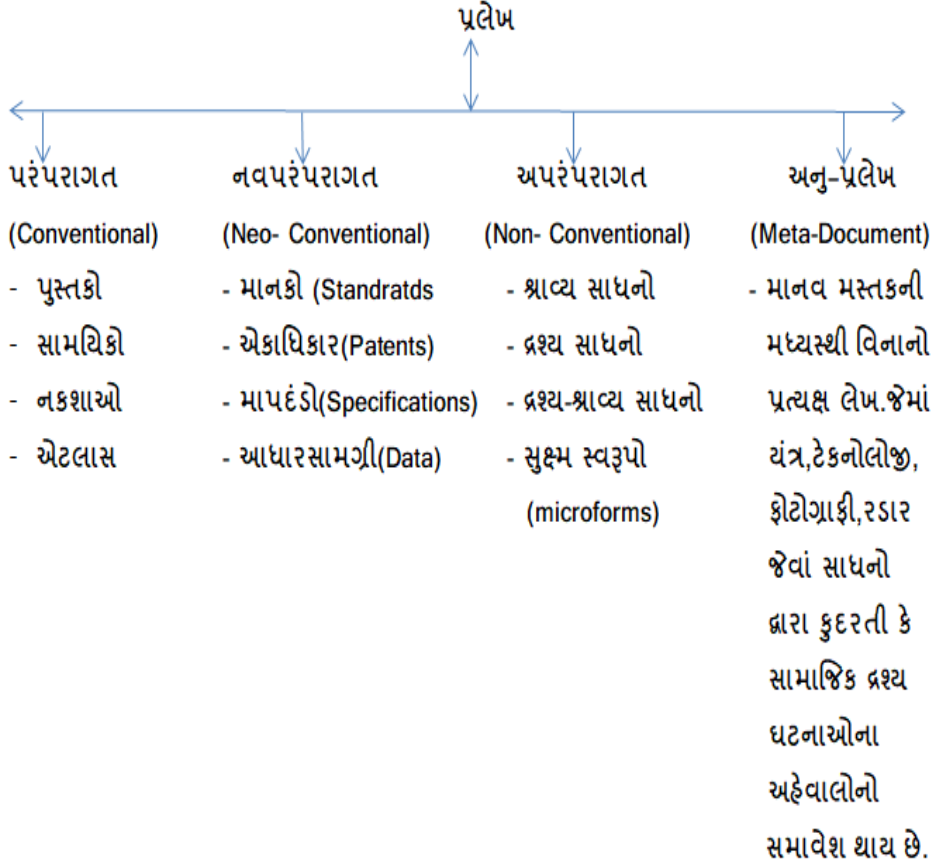 પ્રલેખ
પરંપરાગત
(Conventional)
- પુસ્તકો
- સામયિકો
- નકશાઓ
- એટલાસ
નવપરંપરાગત
(Neo- Conventional)
- માનકો (Standratds
- એકાધિકાર(Patents)
- માપદંડો(Specifications)
- આધારસામગ્રી(Data)
અપરંપરાગત
(Non- Conventional)
- શ્રાવ્ય સાધનો
- દ્રશ્ય સાધનો
- દ્રશ્ય-શ્રાવ્ય સાધનો
- સુક્ષ્મ સ્વરૂપો
(microforms)
અનુ-પ્રલેખ
(Meta-Document)
- માનવ મસ્તકની
મધ્યસ્થી વિનાનો
પ્રત્યક્ષ લેખ.જેમાં
યંત્ર,ટેકનોલોજી,
ફોટોગ્રાફી,રડાર
જેવાં સાધનો
દ્વારા કુદરતી કે
સામાજિક દ્રશ્ય
ઘટનાઓના
અહેવાલોનો
સમાવેશ થાય છે.